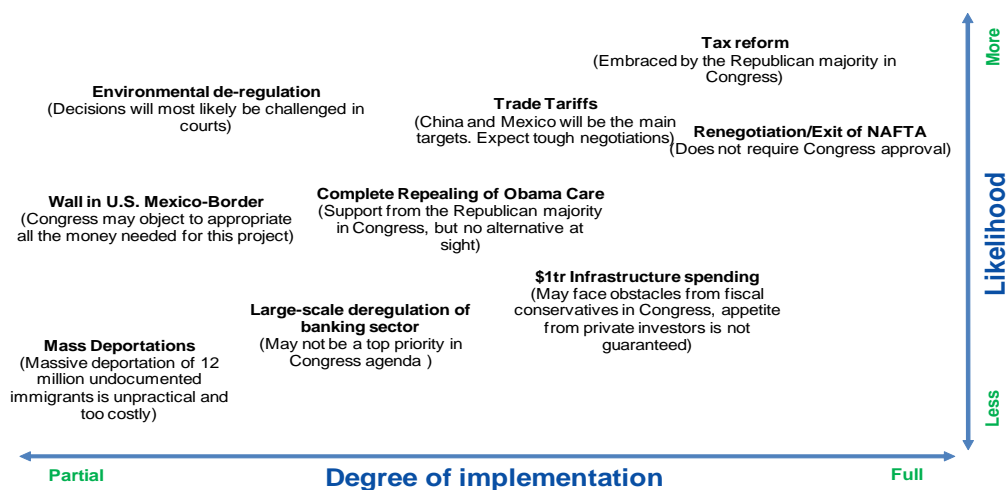 Tax reform
(Embraced by the Republican majority in
Congress)
Environmental de-regulation
(Decisions will most likely be challenged in
courts)
Trade Tariffs
(China and Mexico will be the main
targets. Expect tough negotiations)
Renegotiation/Exit of NAFTA
(Does not require Congress approval)
Wall in U.S. Mexico-Border
(Congress may object to appropriate
all the money needed for this project)
Complete Repealing of Obama Care
(Support from the Republican majority
in Congress, but no alternative at
sight)
$1tr Infrastructure spending
(May face obstacles from fiscal
conservatives in Congress, appetite
from private investors is not
guaranteed)
Large-scale deregulation of
banking sector
(May not be a top priority in
Congress agenda )
Mass Deportations
(Massive deportation of 12
million undocumented
immigrants is unpractical and
too costly)
More
Likelihood
Less
Partial
Degree of implementation
Full